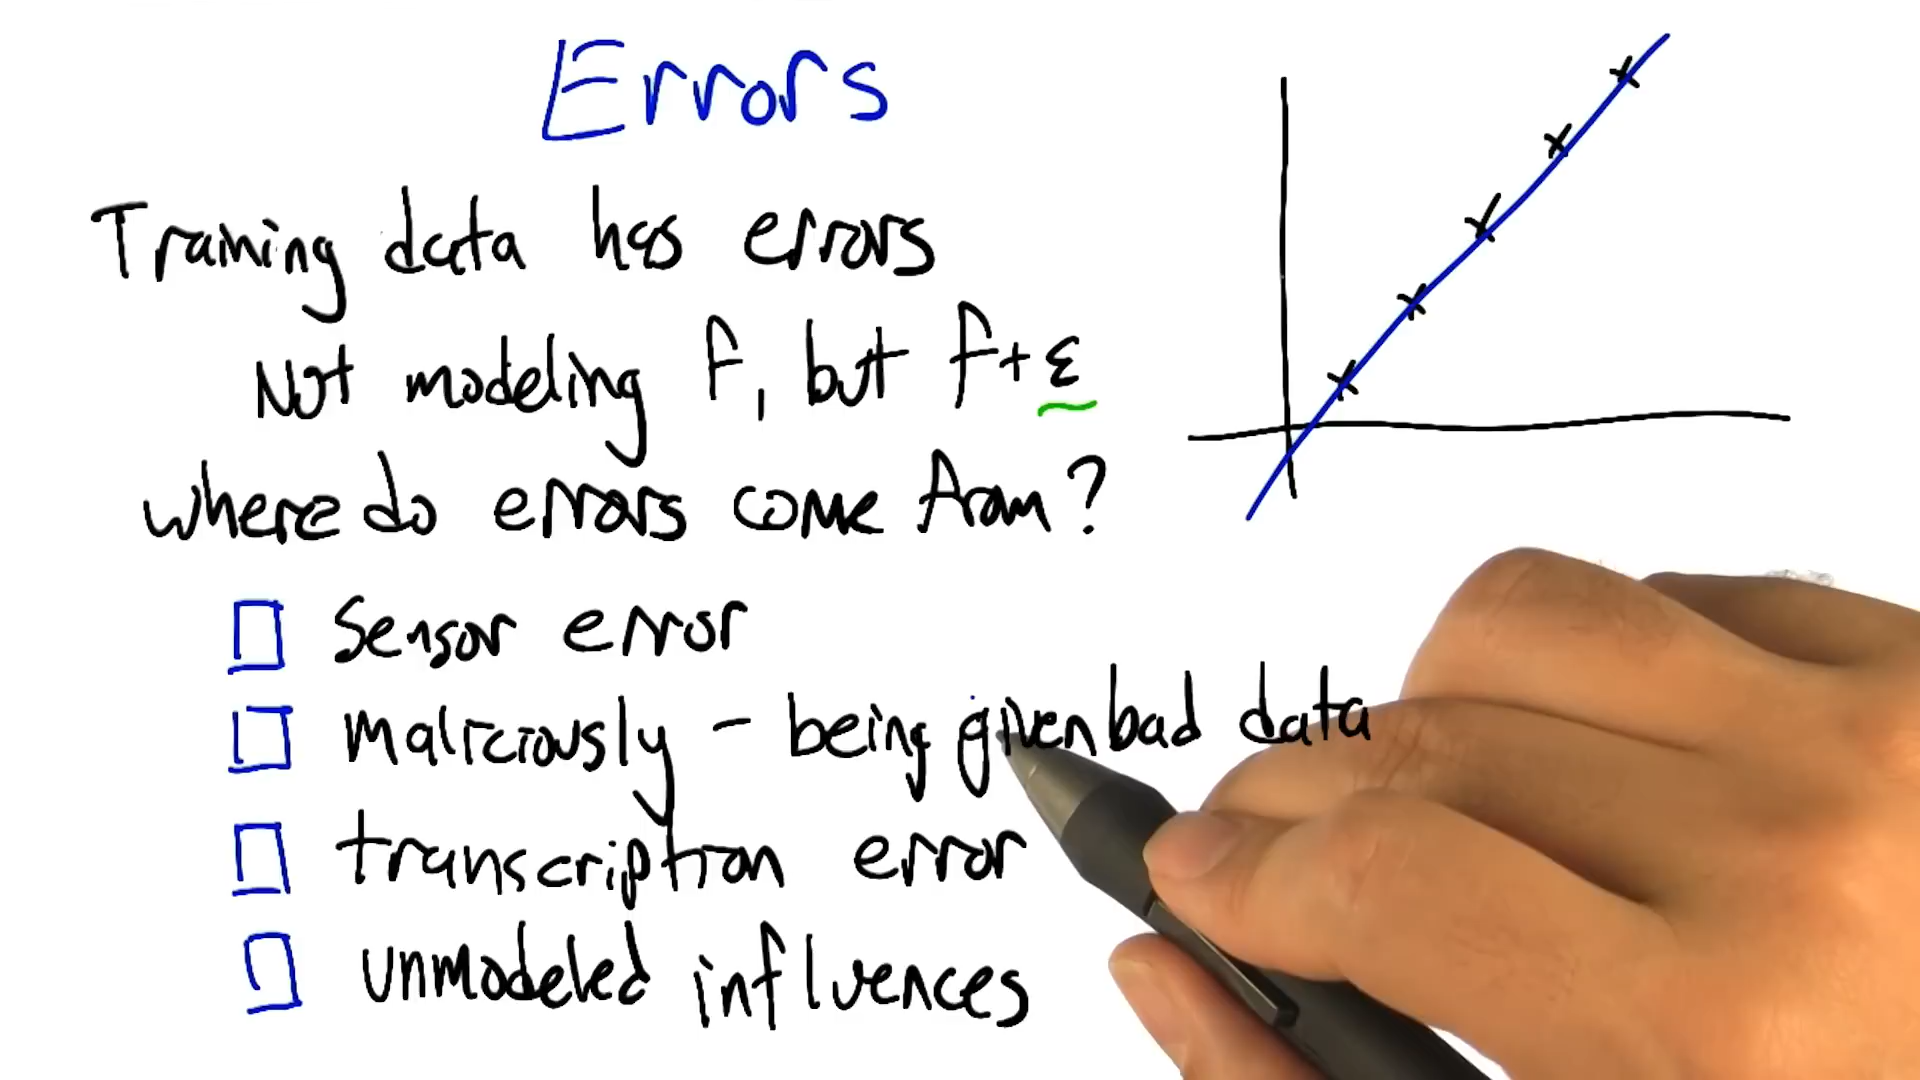 Errors
Training data has errors
Not modeling f, but f+ε
where do errors come from?
sensor error
maliciously - being given bad data
transcription error
unmodeled influences